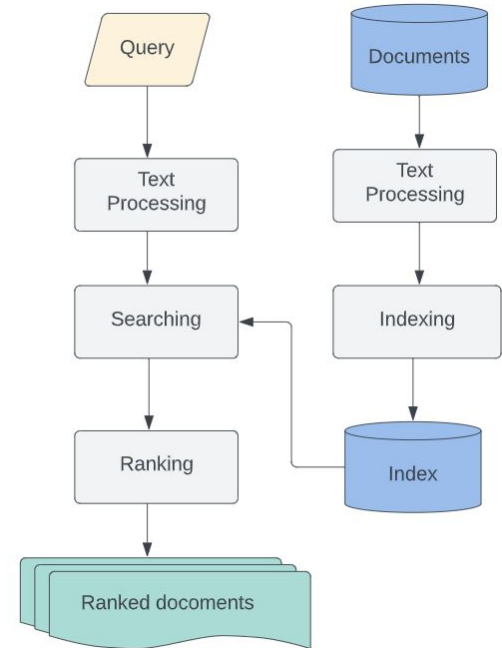 Query
Documents
Text
Processing
Text
Processing
Searching
Indexing
Ranking
Index
Ranked docoments